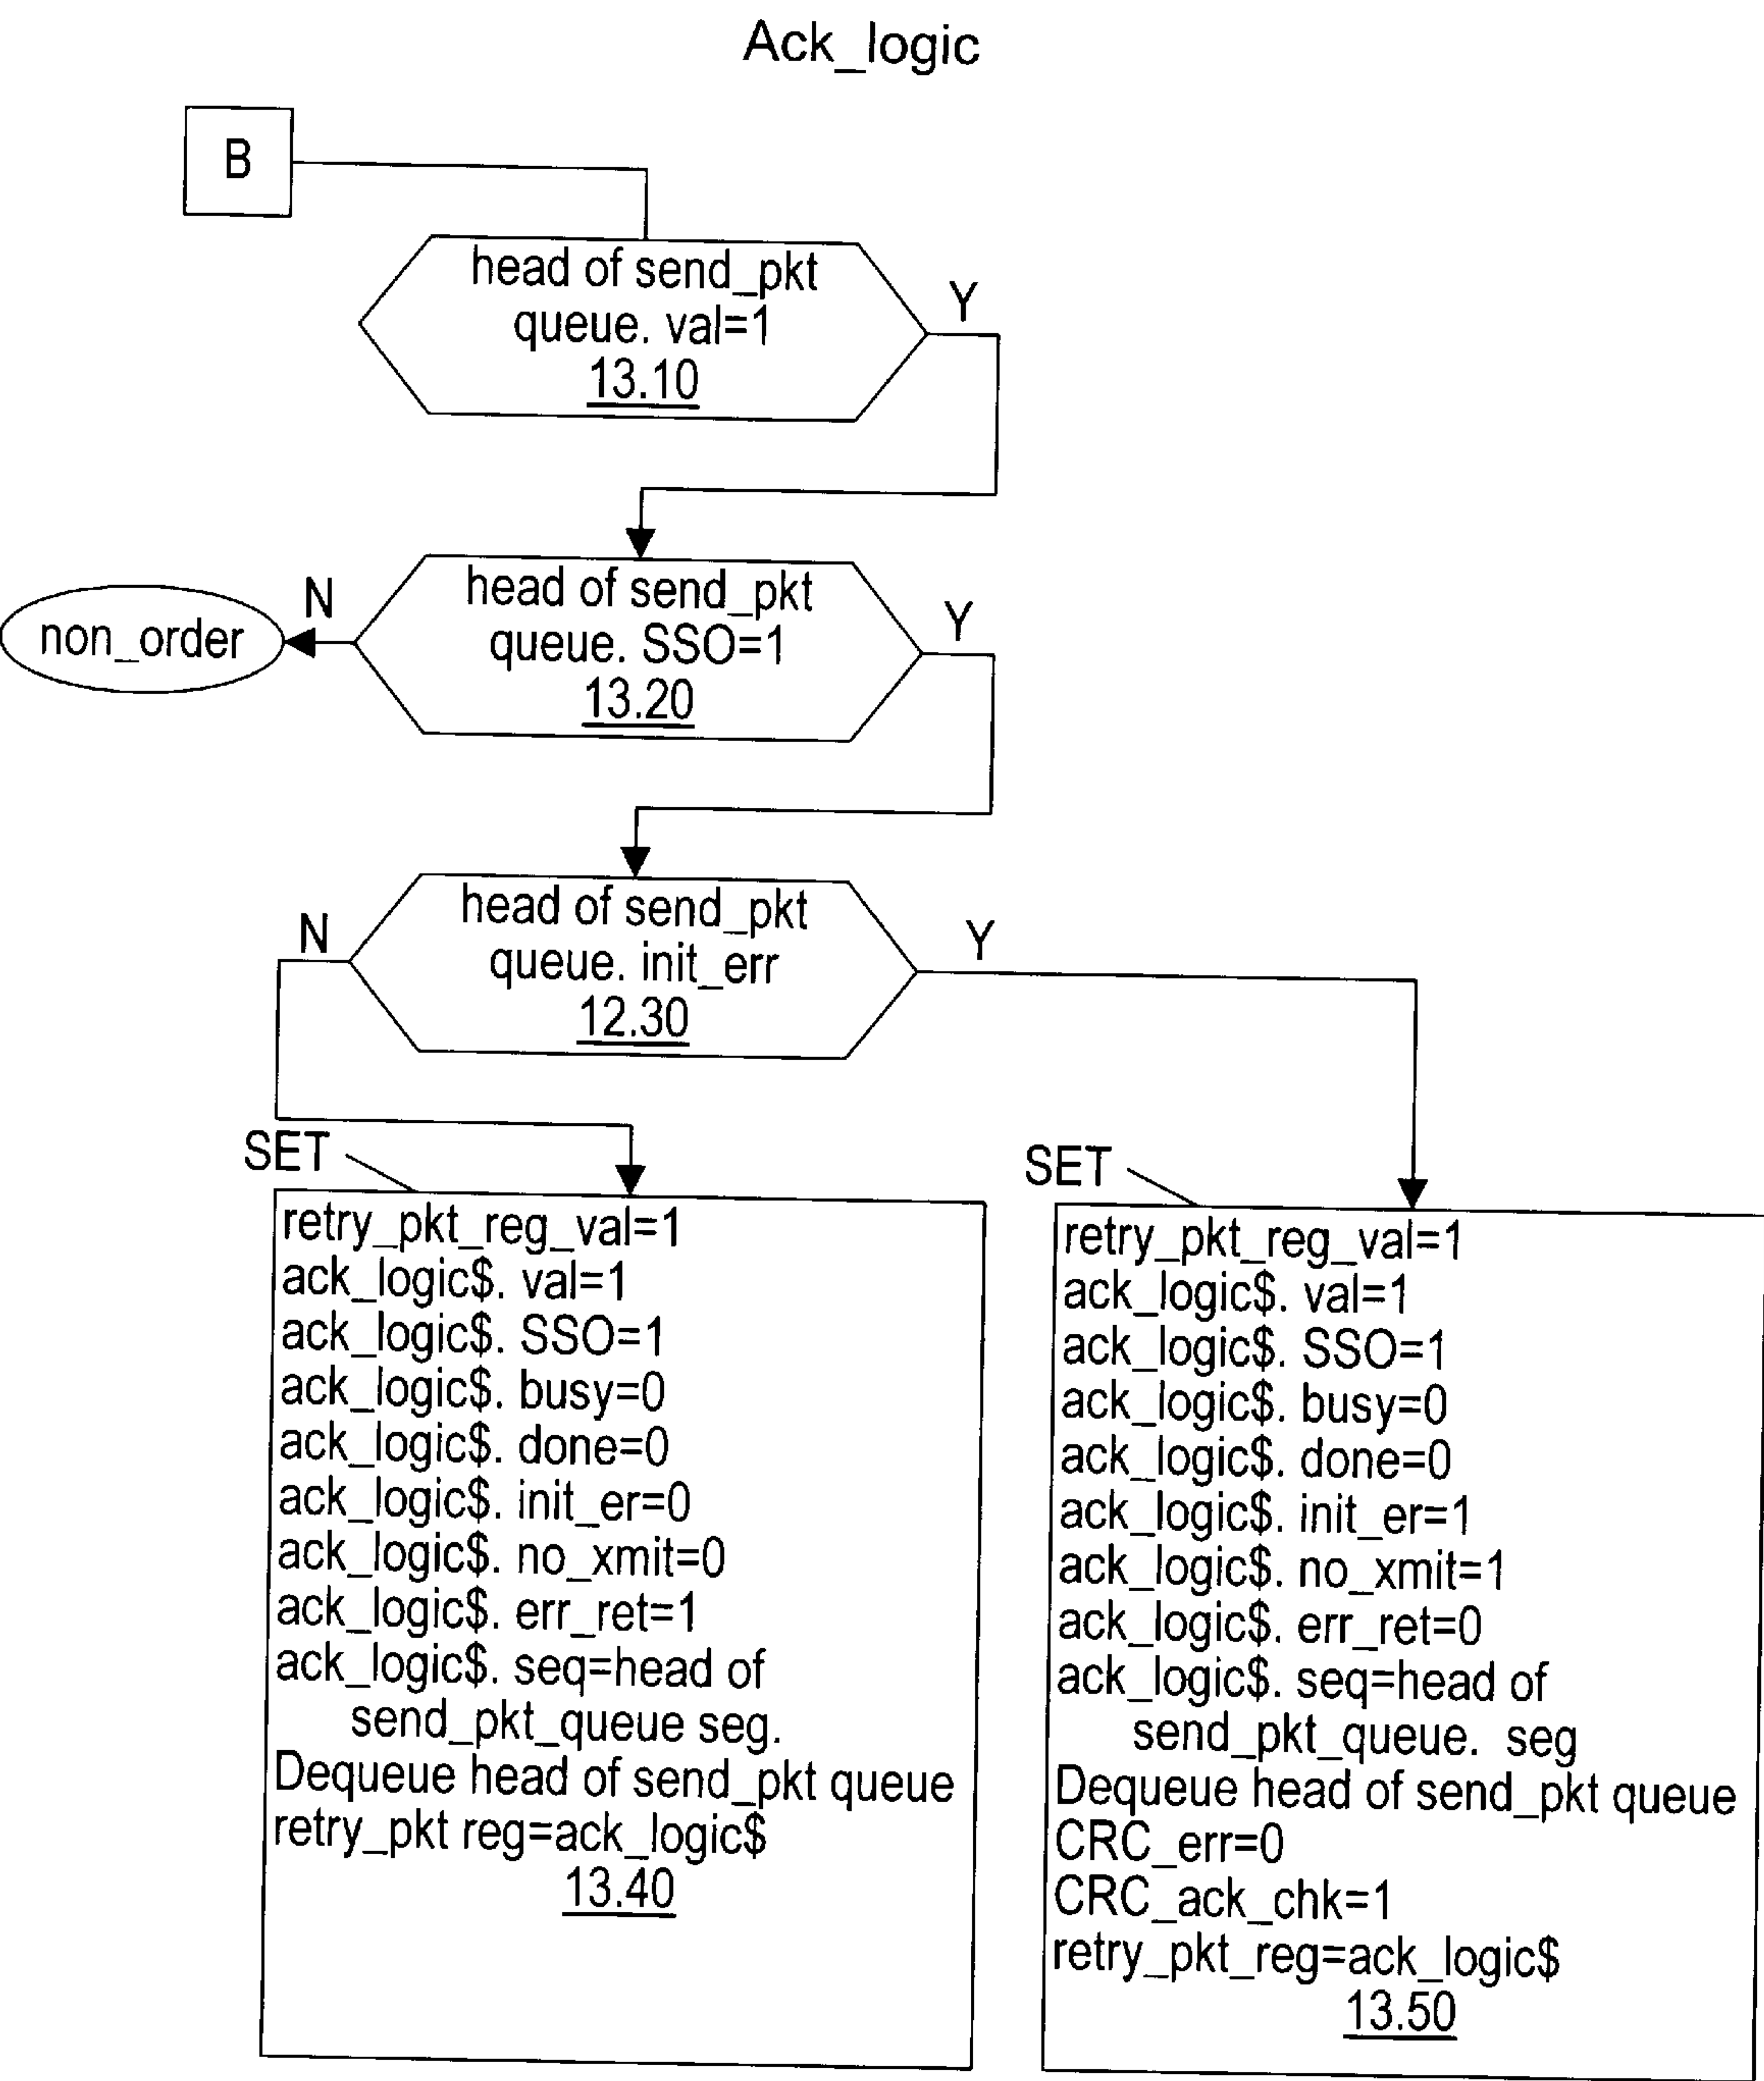 Ack_logic
B
head of send_pkt
queue. val=1
13.10
Y
head of send_pkt
queue. SSO=1
13.20
N
Y
non_order
head of send_pkt
queue. init_err
12.30
N
Y
SET
retry_pkt_reg_val=1
ack_logic$. val=1
ack_logic$. SSO=1
ack_logic$. busy=0
ack_logic$. done=0
ack_logic$. init_er=0
ack_logic$. no_xmit=0
ack_logic$. err_ret=1
ack_logic$. seq=head of
send_pkt_queue seg.
Dequeue head of send_pkt queue
retry_pkt reg=ack_logic$
13.40
SET
retry_pkt_reg_val=1
ack_logic$. val=1
ack_logic$. SSO=1
ack_logic$. busy=0
ack_logic$. done=0
ack_logic$. init_er=1
ack_logic$. no_xmit=1
ack_logic$. err_ret=0
ack_logic$. seq=head of
send_pkt_queue. seg
Dequeue head of send_pkt queue
CRC_err=0
CRC_ack_chk=1
retry_pkt_reg=ack_logic$
13.50